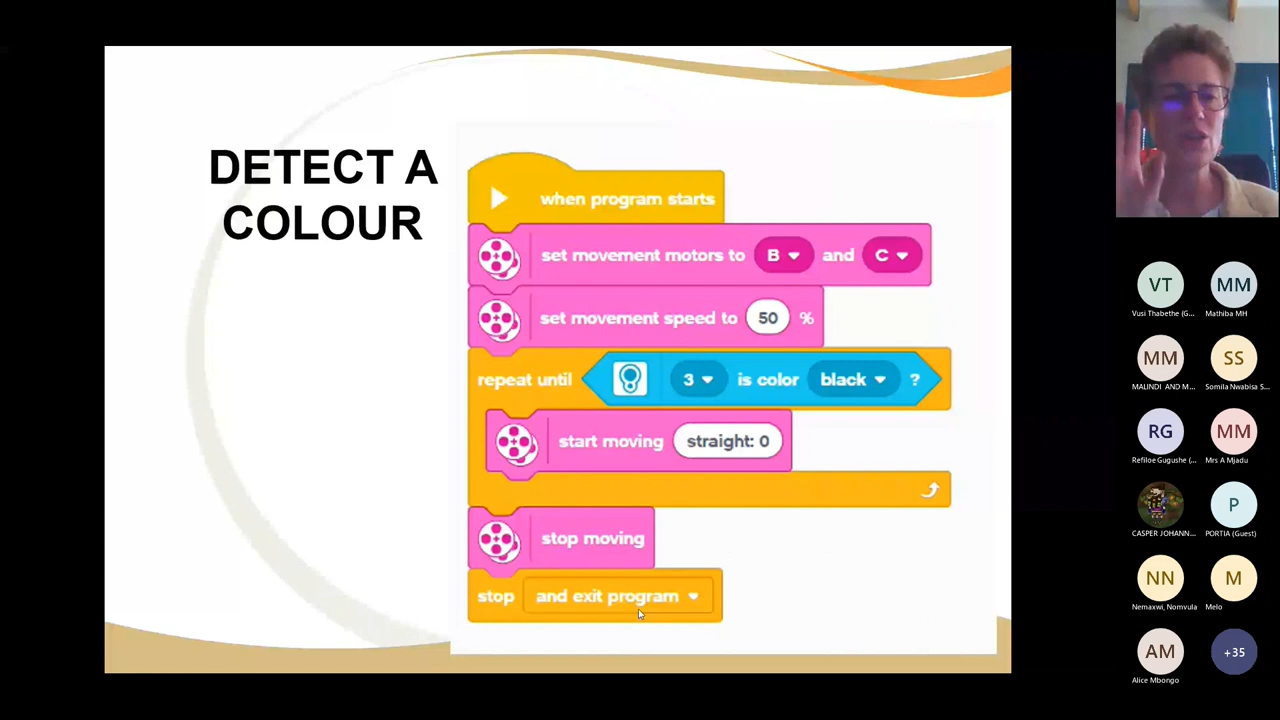 DETECT A
COLOUR
when program starts
set movement motors to B and C
set movement speed to 50 %
repeat until 3 is color black ?
start moving straight: 0
stop moving
stop and exit program
VT MM
Vusi Thabethe (G... Mathiba MH
MM SS
MALINDI AND M... Somila Nwabisa S...
RG MM
Refiloe Gugushe (... Mrs A Mjadu
P
CASPER JOHANN... PORTIA (Guest)
NN M
Nemaxwi, Nomvula Melo
AM +35
Alice Mbongo